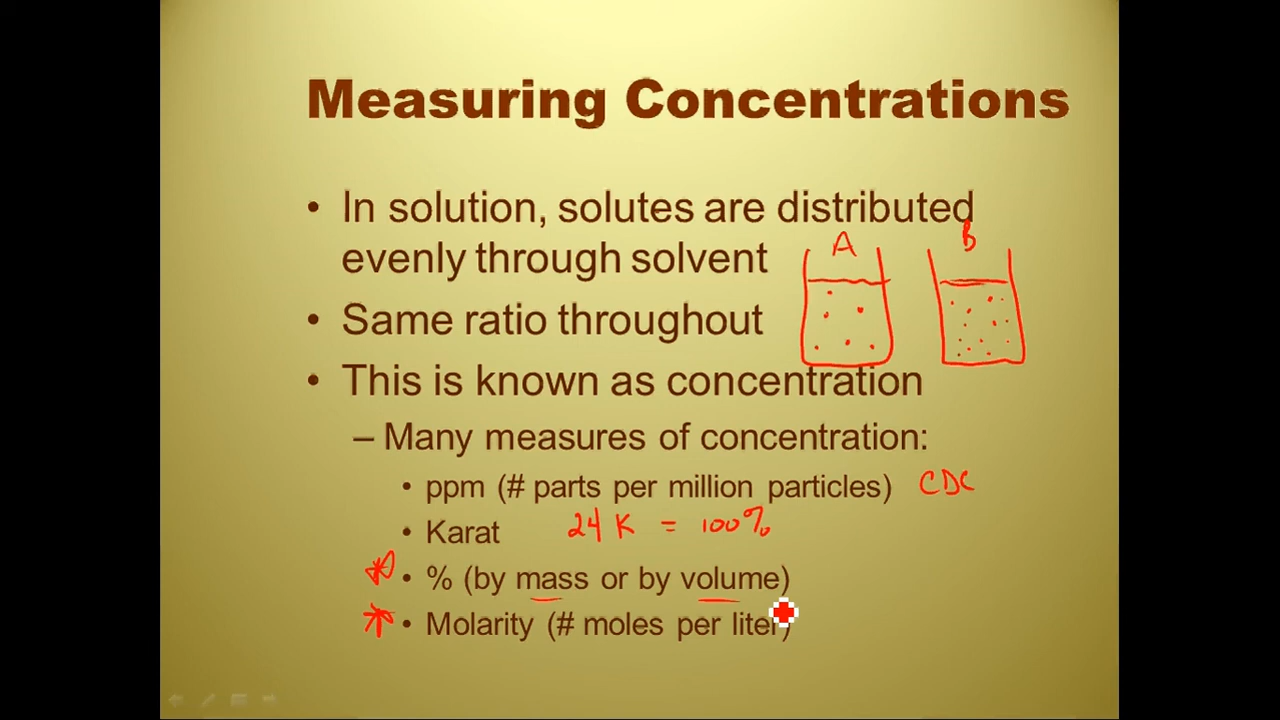 Measuring Concentrations
• In solution, solutes are distributed
evenly through solvent
A B
• Same ratio throughout
• This is known as concentration
– Many measures of concentration:
• ppm (# parts per million particles) CDC
• Karat 24 K = 100%
* • % (by mass or by volume)
* • Molarity (# moles per liter)